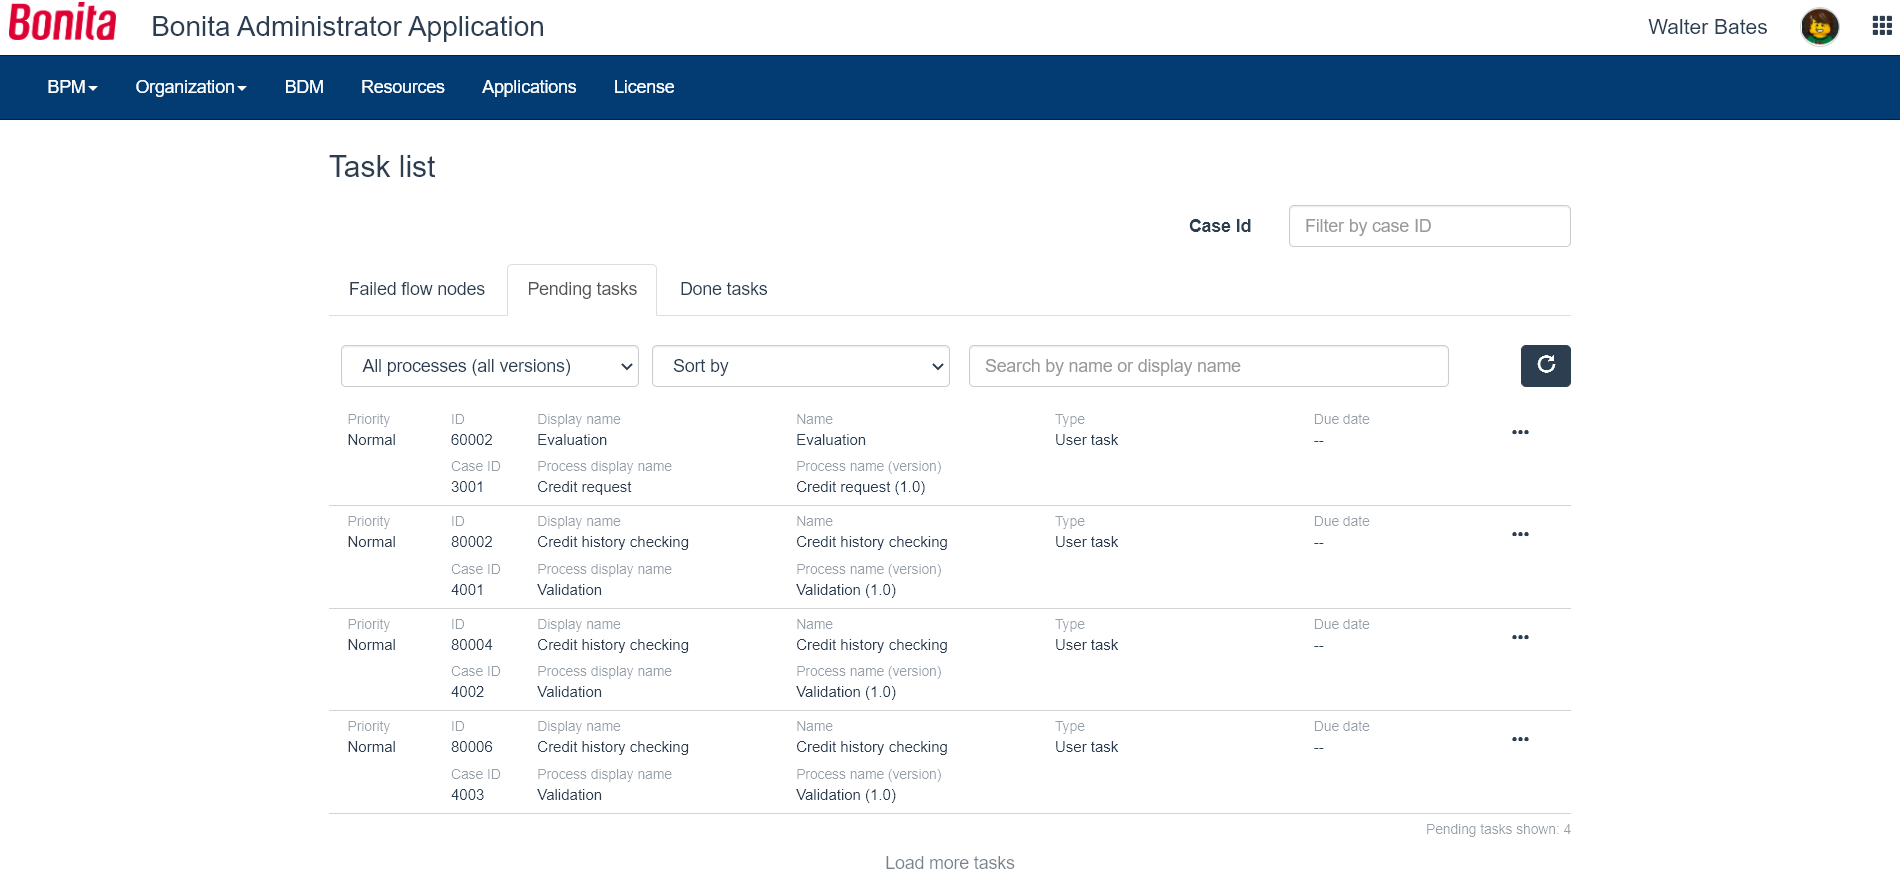 Bonita Bonita Administrator Application Walter Bates
BPM Organization BDM Resources Applications License
Task list
Case Id Filter by case ID
Failed flow nodes Pending tasks Done tasks
All processes (all versions) Sort by Search by name or display name
Priority ID Display name Name Type Due date
Normal 60002 Evaluation Evaluation User task --
Case ID Process display name Process name (version)
3001 Credit request Credit request (1.0)
Priority ID Display name Name Type Due date
Normal 80002 Credit history checking Credit history checking User task --
Case ID Process display name Process name (version)
4001 Validation Validation (1.0)
Priority ID Display name Name Type Due date
Normal 80004 Credit history checking Credit history checking User task --
Case ID Process display name Process name (version)
4002 Validation Validation (1.0)
Priority ID Display name Name Type Due date
Normal 80006 Credit history checking Credit history checking User task --
Case ID Process display name Process name (version)
4003 Validation Validation (1.0)
Pending tasks shown: 4
Load more tasks